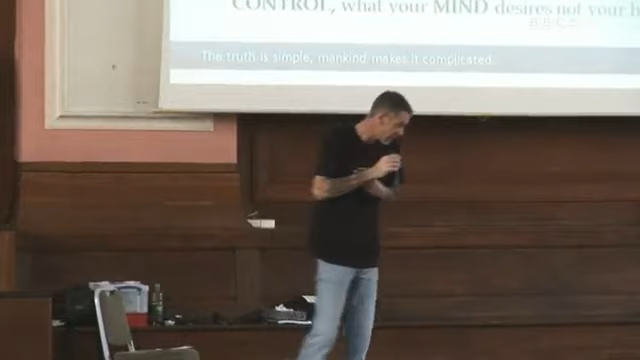 CONTROL, what your MIND desires not your h
The truth is simple, mankind makes it complicated.